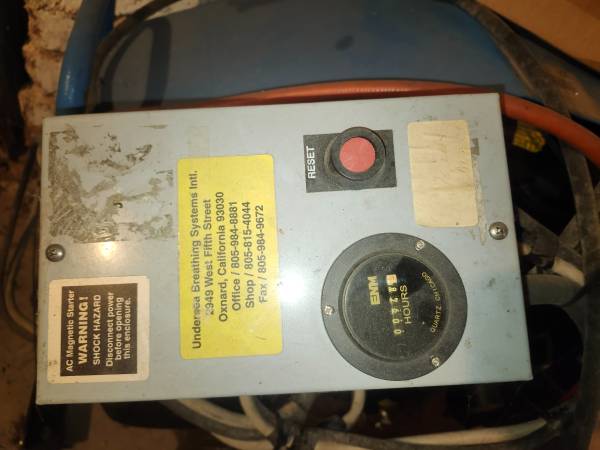 RESET
Undersea Breathing Systems Intl.
2949 West Fifth Street
Oxnard, California 93030
Office / 805-984-8881
Shop / 805-815-4044
Fax / 805-984-9672
AC Magnetic Starter
WARNING!
SHOCK HAZARD
Disconnect power
before opening
this enclosure.
ENM
HOURS
QUARTZ